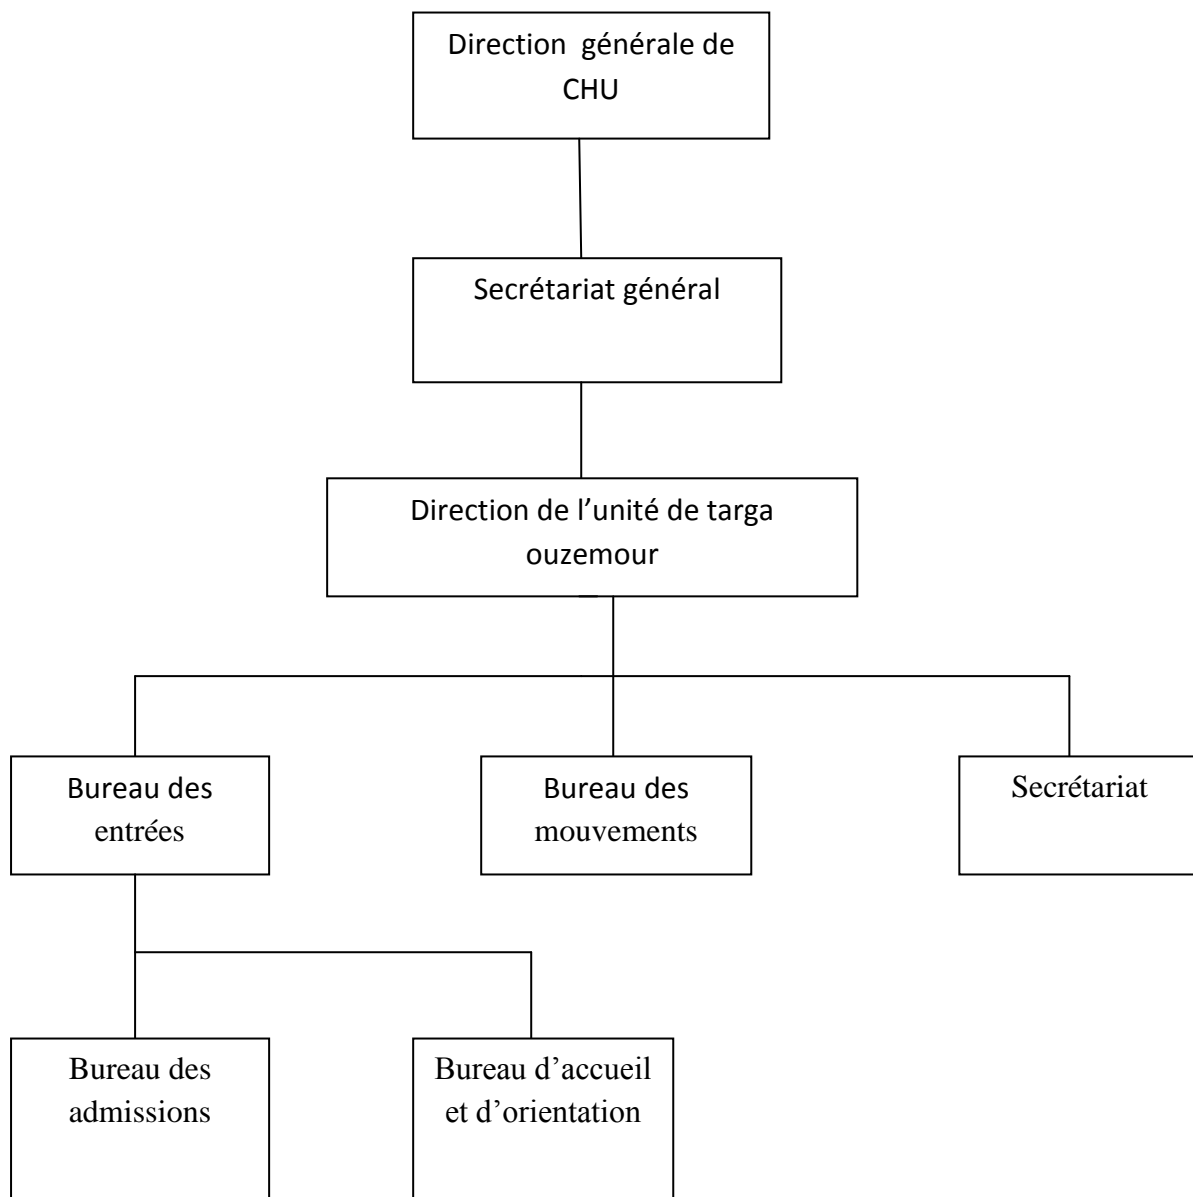 Direction générale de
CHU
Secrétariat général
Direction de l’unité de targa
ouzemour
Bureau des
entrées
Bureau des
mouvements
Secrétariat
Bureau des
admissions
Bureau d’accueil
et d’orientation